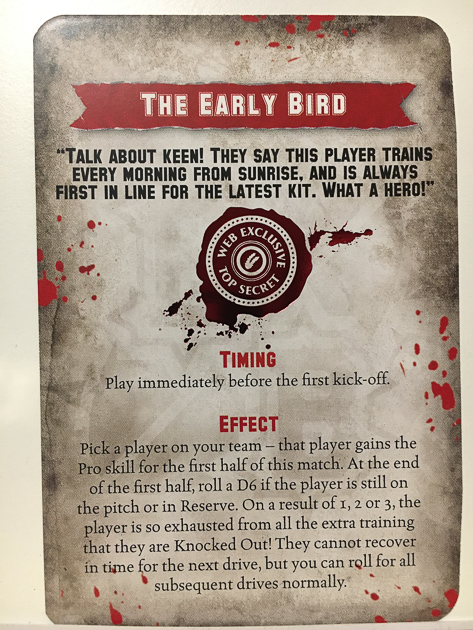 The Early Bird
“Talk about keen! They say this player trains
every morning from sunrise, and is always
first in line for the latest kit. What a hero!”
WEB EXCLUSIVE
TOP SECRET
Timing
Play immediately before the first kick-off.
Effect
Pick a player on your team – that player gains the
Pro skill for the first half of this match. At the end
of the first half, roll a D6 if the player is still on
the pitch or in Reserve. On a result of 1, 2 or 3, the
player is so exhausted from all the extra training
that they are Knocked Out! They cannot recover
in time for the next drive, but you can roll for all
subsequent drives normally.